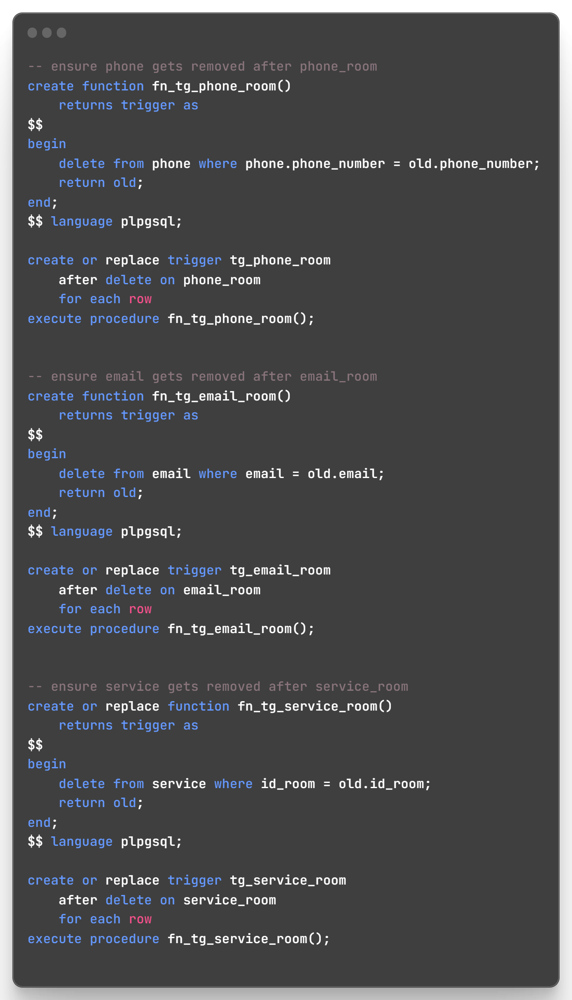 -- ensure phone gets removed after phone_room
create function fn_tg_phone_room()
    returns trigger as
$$
begin
    delete from phone where phone.phone_number = old.phone_number;
    return old;
end;
$$ language plpgsql;

create or replace trigger tg_phone_room
    after delete on phone_room
    for each row
execute procedure fn_tg_phone_room();


-- ensure email gets removed after email_room
create function fn_tg_email_room()
    returns trigger as
$$
begin
    delete from email where email = old.email;
    return old;
end;
$$ language plpgsql;

create or replace trigger tg_email_room
    after delete on email_room
    for each row
execute procedure fn_tg_email_room();


-- ensure service gets removed after service_room
create or replace function fn_tg_service_room()
    returns trigger as
$$
begin
    delete from service where id_room = old.id_room;
    return old;
end;
$$ language plpgsql;

create or replace trigger tg_service_room
    after delete on service_room
    for each row
execute procedure fn_tg_service_room();